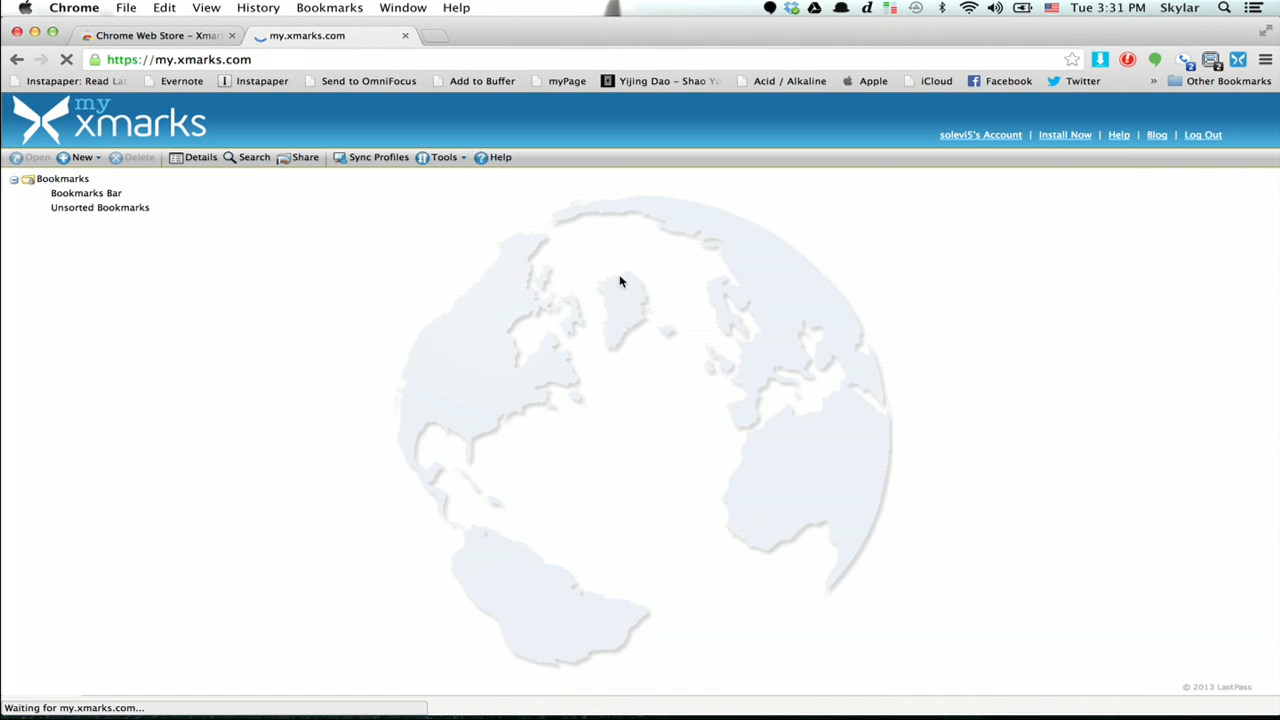 Chrome File Edit View History Bookmarks Window Help d Tue 3:31 PM Skylar
Chrome Web Store - Xmar my.xmarks.com
https://my.xmarks.com
Instapaper: Read La Evernote Instapaper Send to OmniFocus Add to Buffer myPage Yijing Dao - Shao Yo Acid / Alkaline Apple iCloud Facebook Twitter » Other Bookmarks
my
xmarks
solevi5's Account | Install Now | Help | Blog | Log Out
Open New Delete Details Search Share Sync Profiles Tools Help
Bookmarks
Bookmarks Bar
Unsorted Bookmarks
© 2013 LastPass
Waiting for my.xmarks.com...